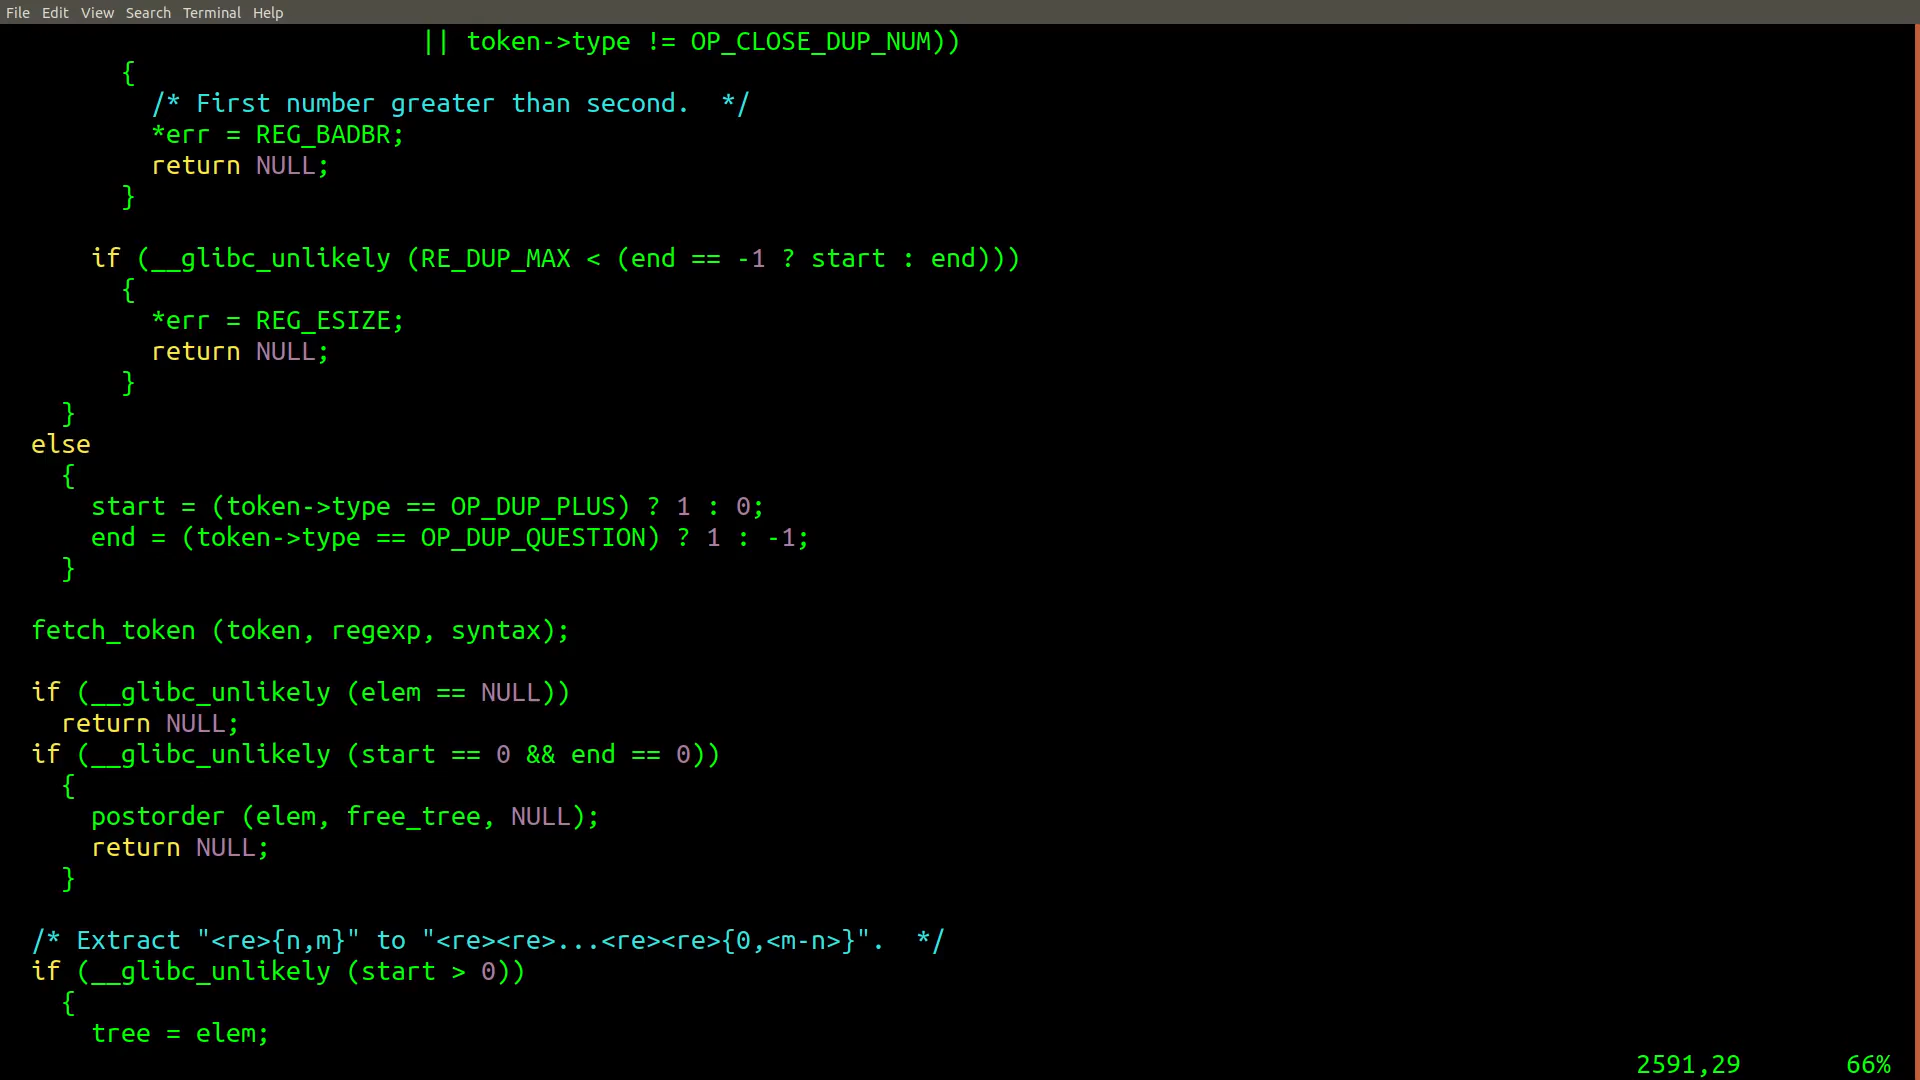 File Edit View Search Terminal Help
|| token->type != OP_CLOSE_DUP_NUM))
{
/* First number greater than second.  */
*err = REG_BADBR;
return NULL;
}
if (__glibc_unlikely (RE_DUP_MAX < (end == -1 ? start : end)))
{
*err = REG_ESIZE;
return NULL;
}
}
else
{
start = (token->type == OP_DUP_PLUS) ? 1 : 0;
end = (token->type == OP_DUP_QUESTION) ? 1 : -1;
}
fetch_token (token, regexp, syntax);
if (__glibc_unlikely (elem == NULL))
return NULL;
if (__glibc_unlikely (start == 0 && end == 0))
{
postorder (elem, free_tree, NULL);
return NULL;
}
/* Extract "<re>{n,m}" to "<re><re>...<re><re>{0,<m-n>}".  */
if (__glibc_unlikely (start > 0))
{
tree = elem;
2591,29 66%